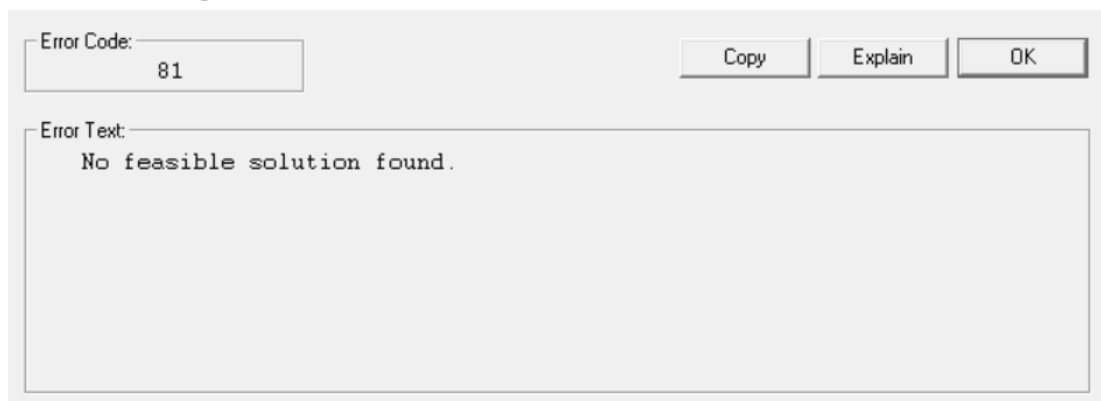 Error Code:
81
Copy
Explain
OK
Error Text:
No feasible solution found.